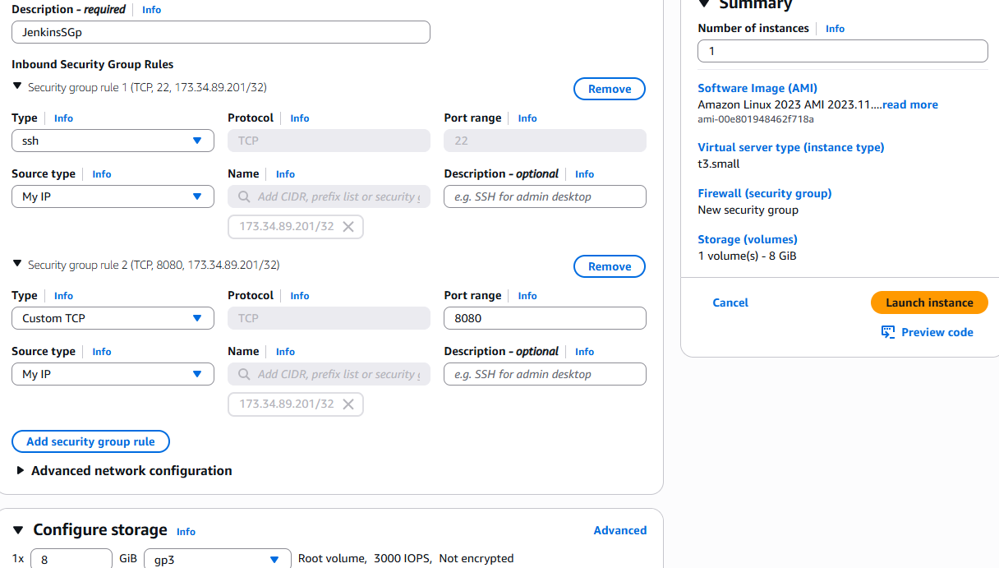 Description - required Info
JenkinsSGp
Inbound Security Group Rules
Security group rule 1 (TCP, 22, 173.34.89.201/32)
Remove
Type Info
Protocol Info
Port range Info
ssh
TCP
22
Source type Info
Name Info
Description - optional Info
My IP
Add CIDR, prefix list or security
e.g. SSH for admin desktop
173.34.89.201/32
Security group rule 2 (TCP, 8080, 173.34.89.201/32)
Remove
Type Info
Protocol Info
Port range Info
Custom TCP
TCP
8080
Source type Info
Name Info
Description - optional Info
My IP
Add CIDR, prefix list or security
e.g. SSH for admin desktop
173.34.89.201/32
Add security group rule
Advanced network configuration
Configure storage Info
Advanced
1x 8 GiB gp3 Root volume, 3000 IOPS, Not encrypted
Summary
Number of instances Info
1
Software Image (AMI)
Amazon Linux 2023 AMI 2023.11....read more
ami-00e801948462f718a
Virtual server type (instance type)
t3.small
Firewall (security group)
New security group
Storage (volumes)
1 volume(s) - 8 GiB
Cancel
Launch instance
Preview code